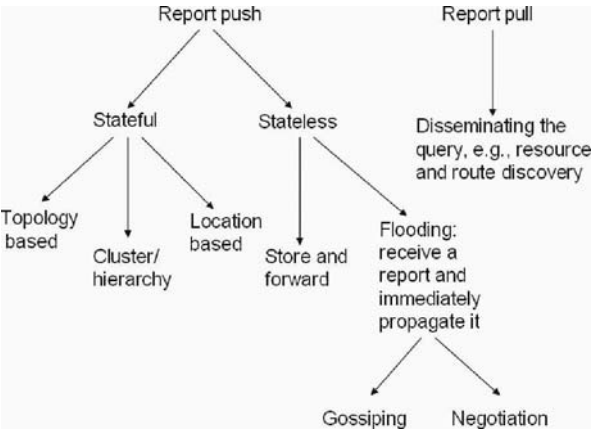 Report push
Report pull
Stateful
Stateless
Disseminating the
query, e.g., resource
and route discovery
Topology
based
Cluster/
hierarchy
Location
based
Store and
forward
Flooding:
receive a
report and
immediately
propagate it
Gossiping
Negotiation